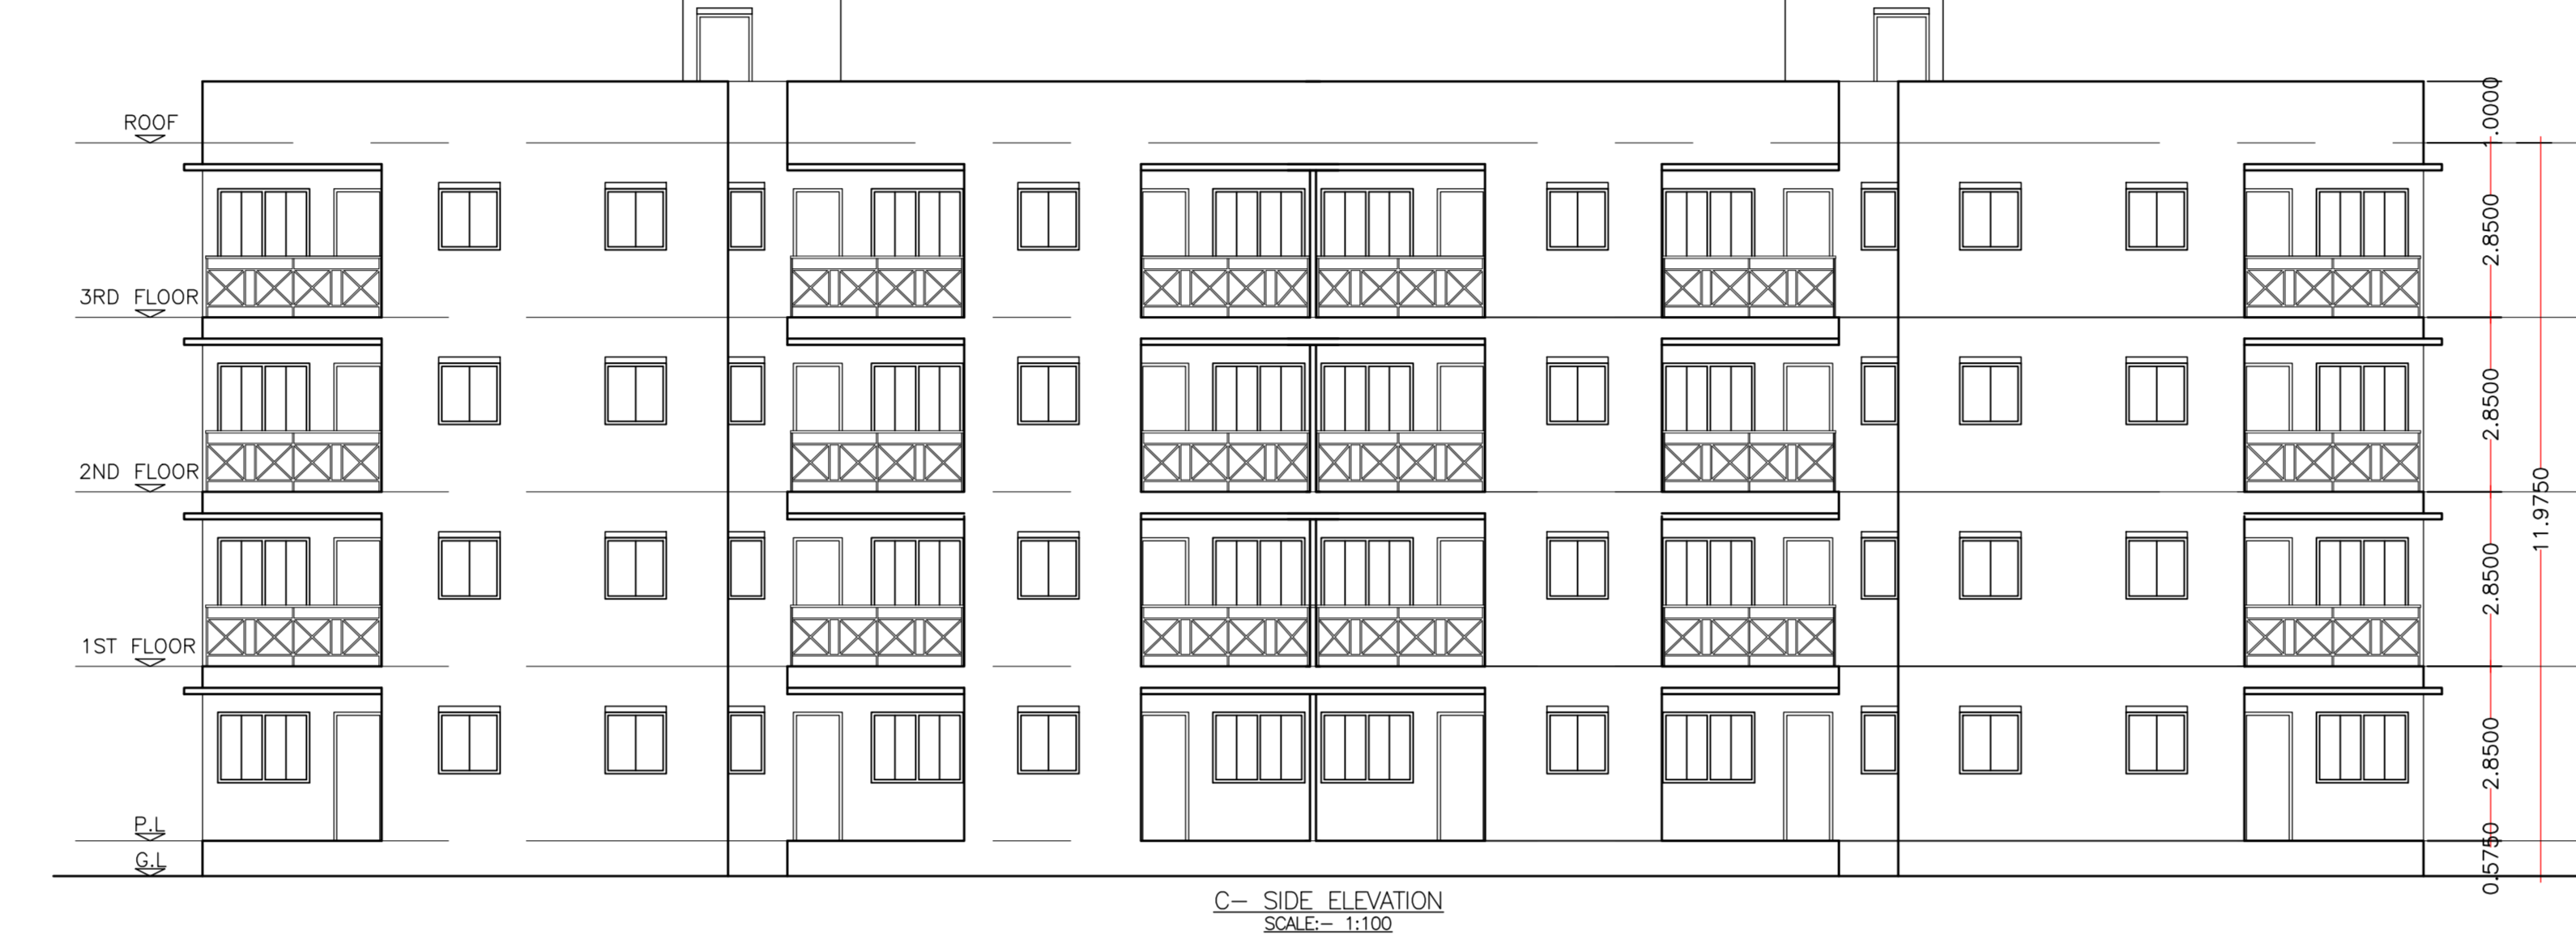 ROOF
3RD FLOOR
2ND FLOOR
1ST FLOOR
P.L
G.L
1.0000
2.8500
2.8500
2.8500
2.8500
0.5750
11.9750
C- SIDE ELEVATION
SCALE:- 1:100